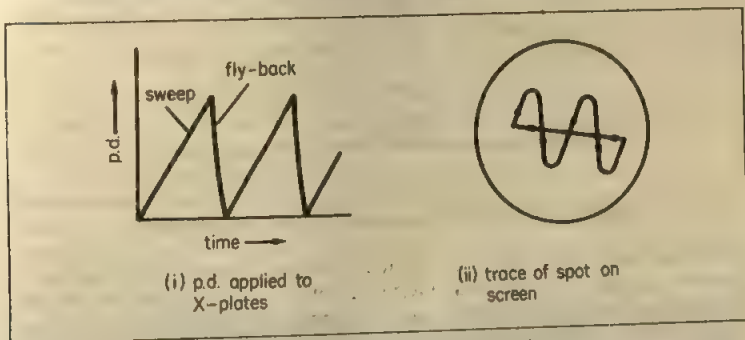 fly-back
sweep
p.d.
time
(i) p.d. applied to
X-plates
(ii) trace of spot on
screen